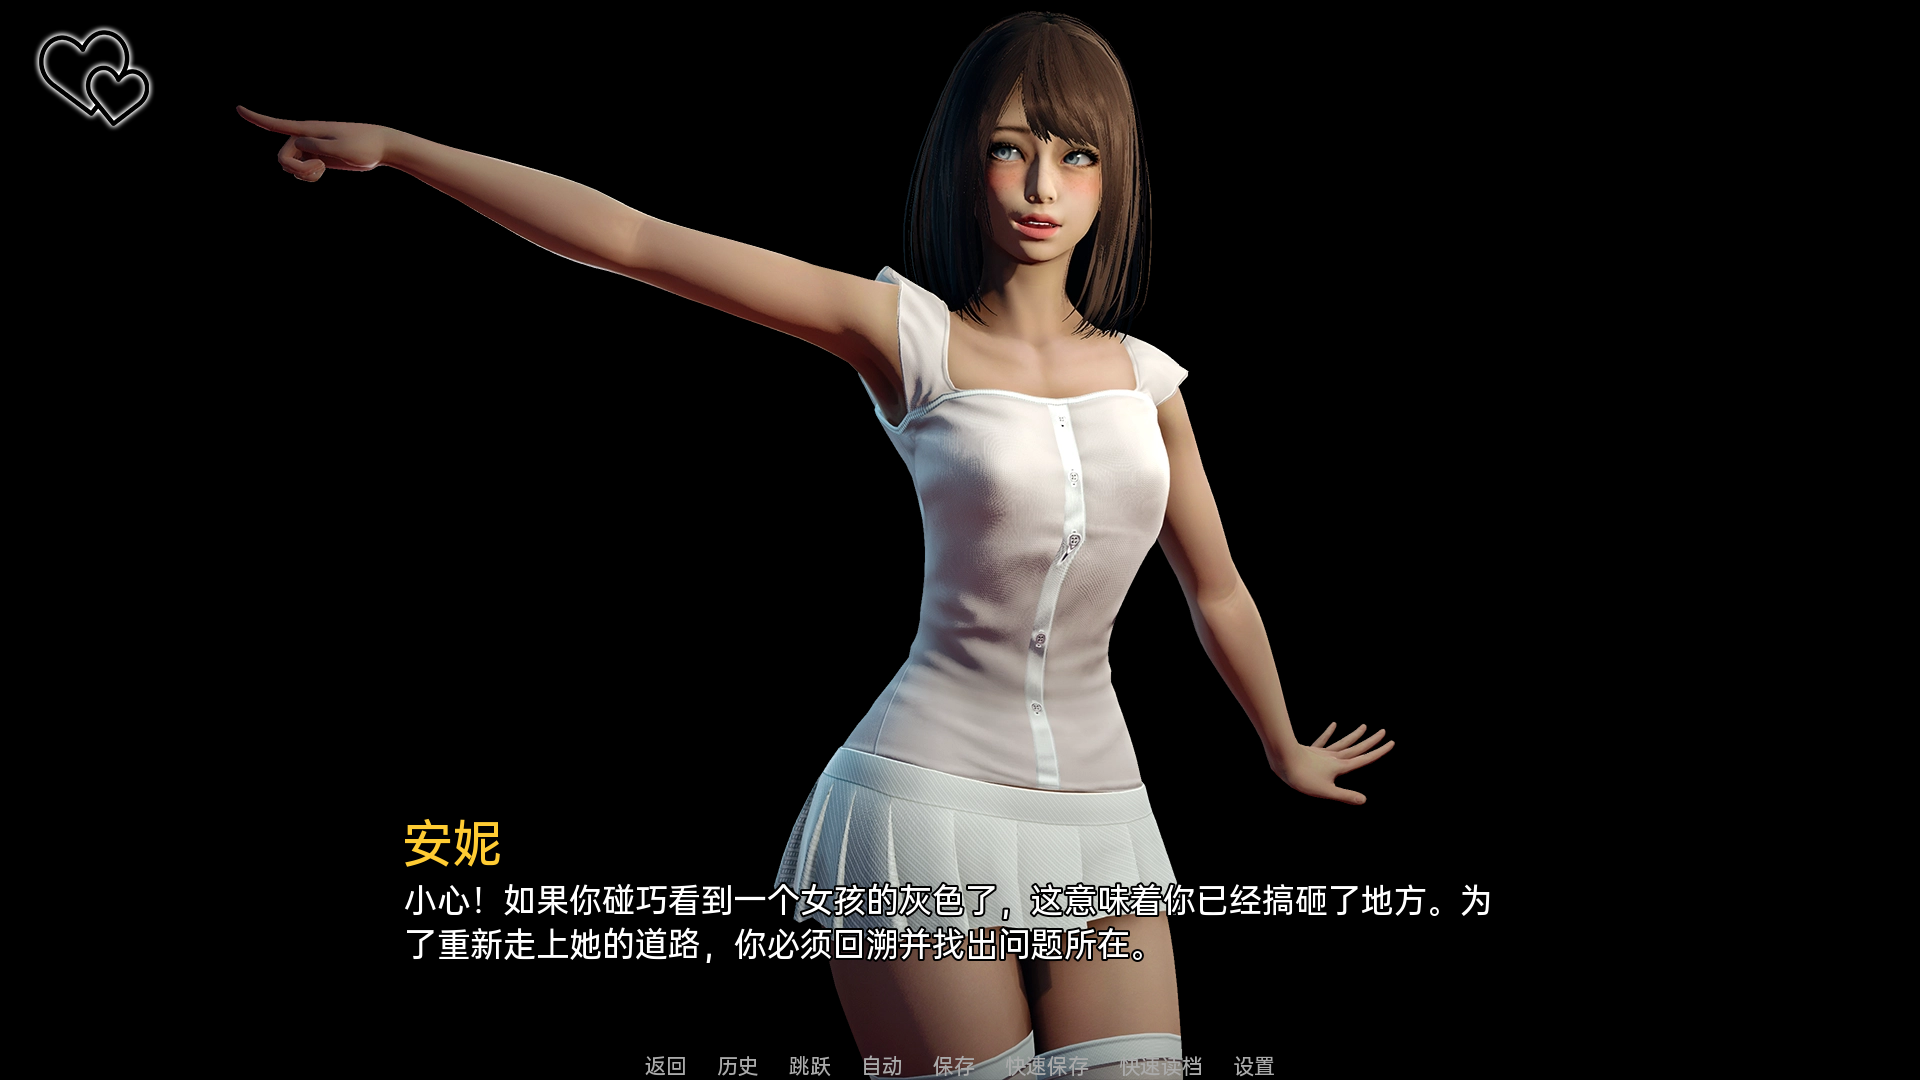 安妮
小心！如果你碰巧看到一个女孩的灰色了，这意味着你已经搞砸了地方。为
了重新走上她的道路，你必须回溯并找出问题所在。
返回 历史 跳跃 自动 保存 快速保存 快速读档 设置